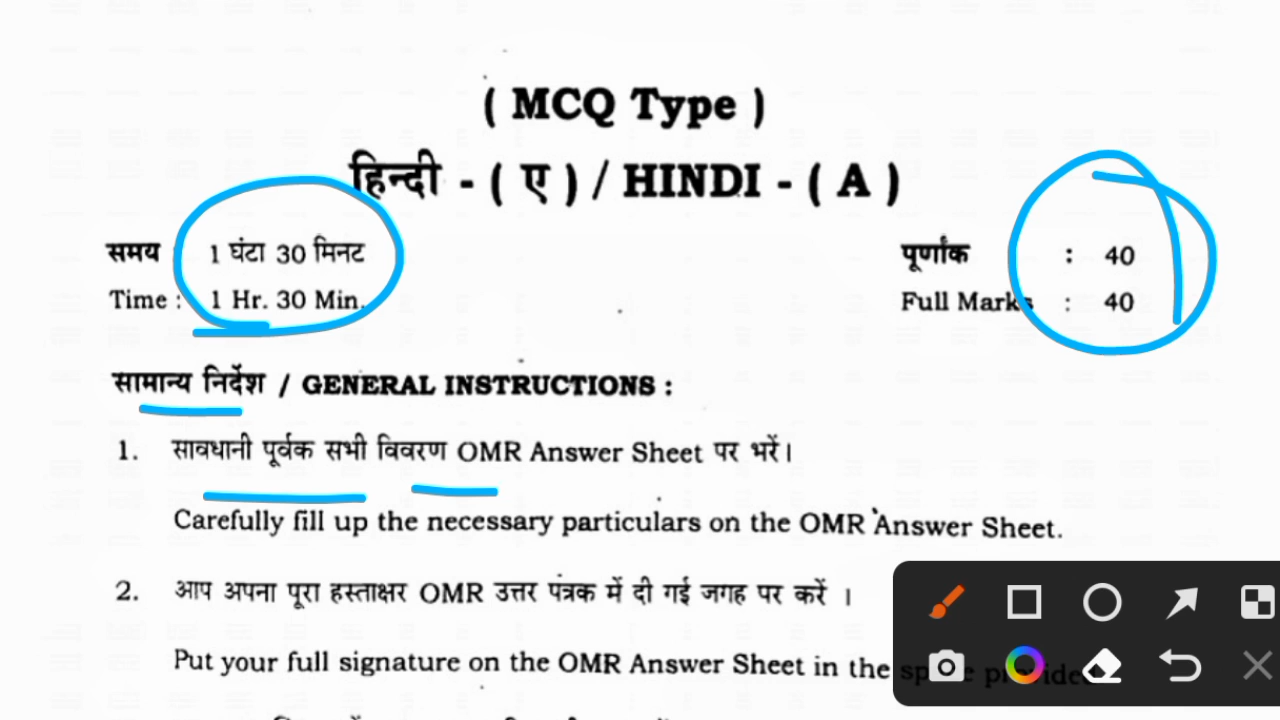 ( MCQ Type )
हिन्दी - ( ए ) / HINDI - ( A )
समय : 1 घंटा 30 मिनट
पूर्णांक : 40
Time : 1 Hr. 30 Min.
Full Marks : 40
सामान्य निर्देश / GENERAL INSTRUCTIONS :
1. सावधानी पूर्वक सभी विवरण OMR Answer Sheet पर भरें।
Carefully fill up the necessary particulars on the OMR Answer Sheet.
2. आप अपना पूरा हस्ताक्षर OMR उत्तर पत्रक में दी गई जगह पर करें ।
Put your full signature on the OMR Answer Sheet in the space provided